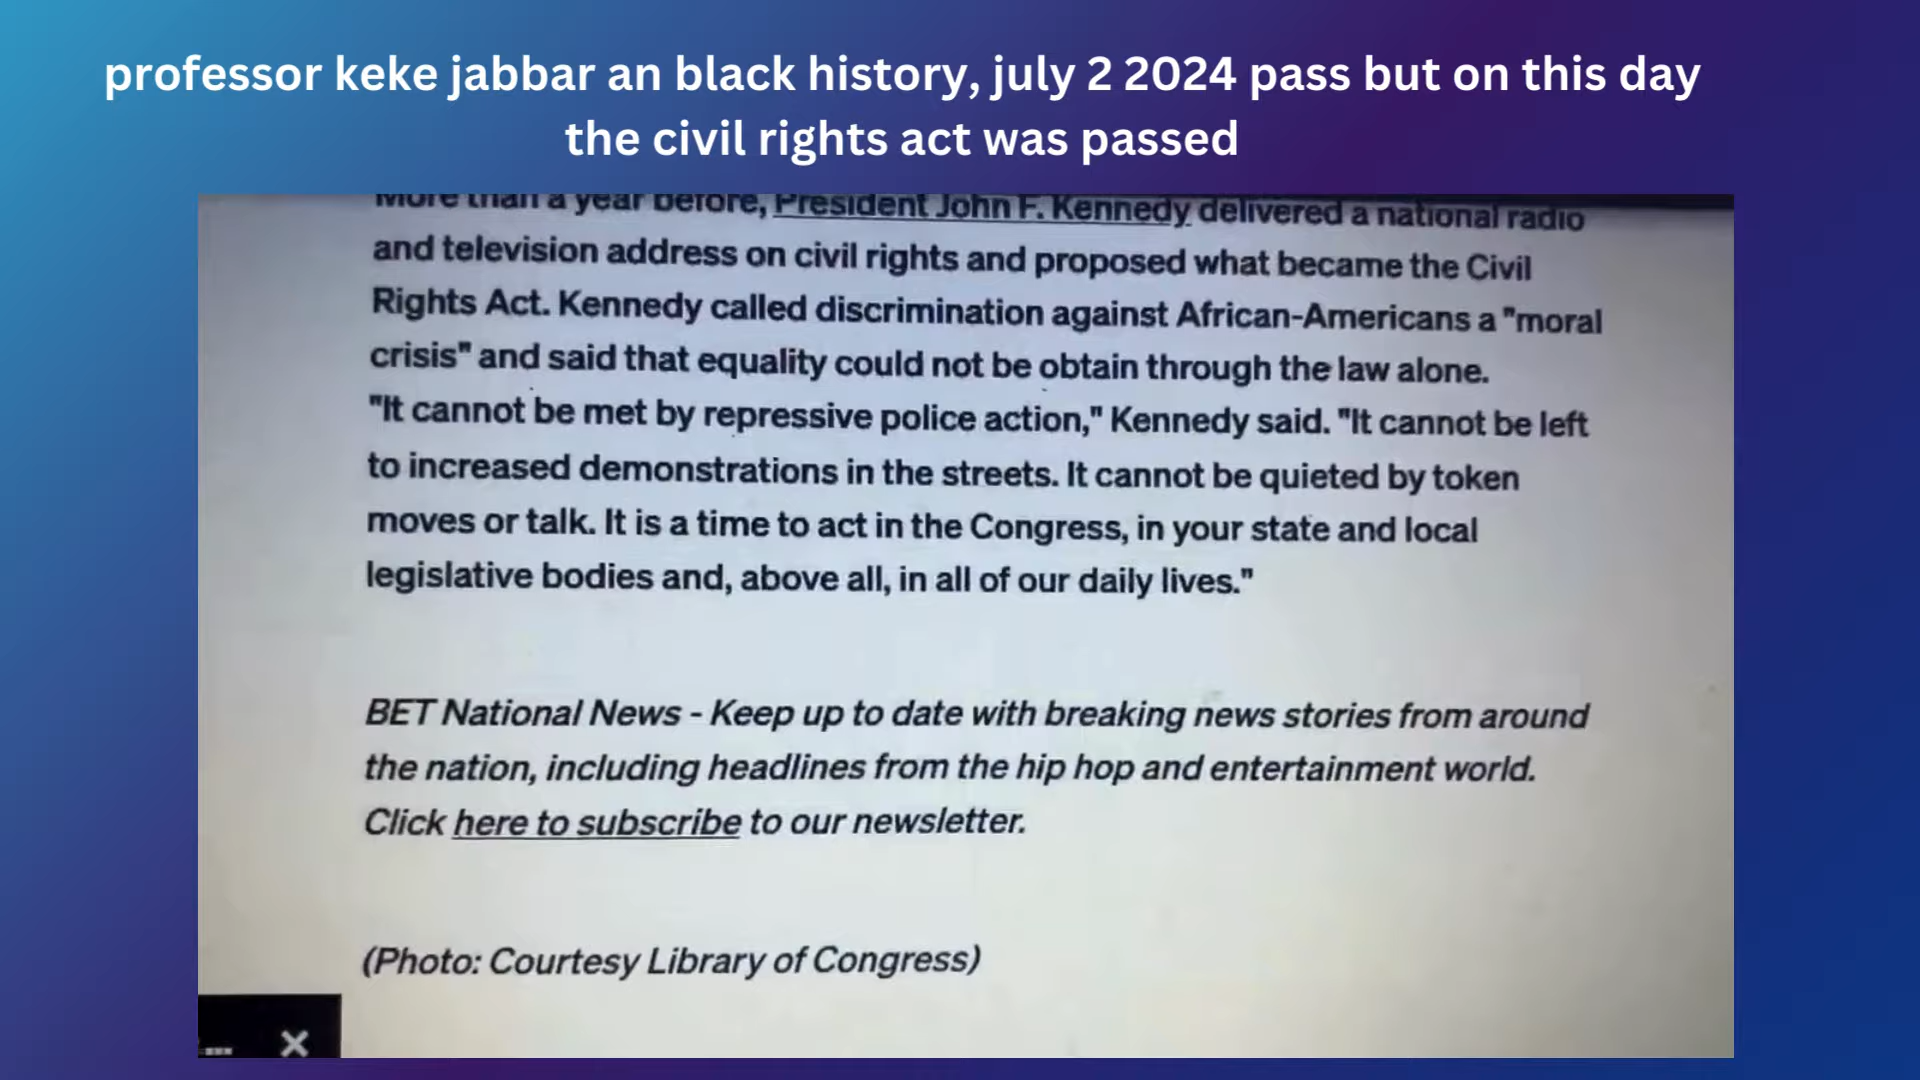 professor keke jabbar an black history, july 2 2024 pass but on this day
the civil rights act was passed
More than a year before, President John F. Kennedy delivered a national radio
and television address on civil rights and proposed what became the Civil
Rights Act. Kennedy called discrimination against African-Americans a "moral
crisis" and said that equality could not be obtain through the law alone.
"It cannot be met by repressive police action," Kennedy said. "It cannot be left
to increased demonstrations in the streets. It cannot be quieted by token
moves or talk. It is a time to act in the Congress, in your state and local
legislative bodies and, above all, in all of our daily lives."
BET National News - Keep up to date with breaking news stories from around
the nation, including headlines from the hip hop and entertainment world.
Click here to subscribe to our newsletter.
(Photo: Courtesy Library of Congress)
... X